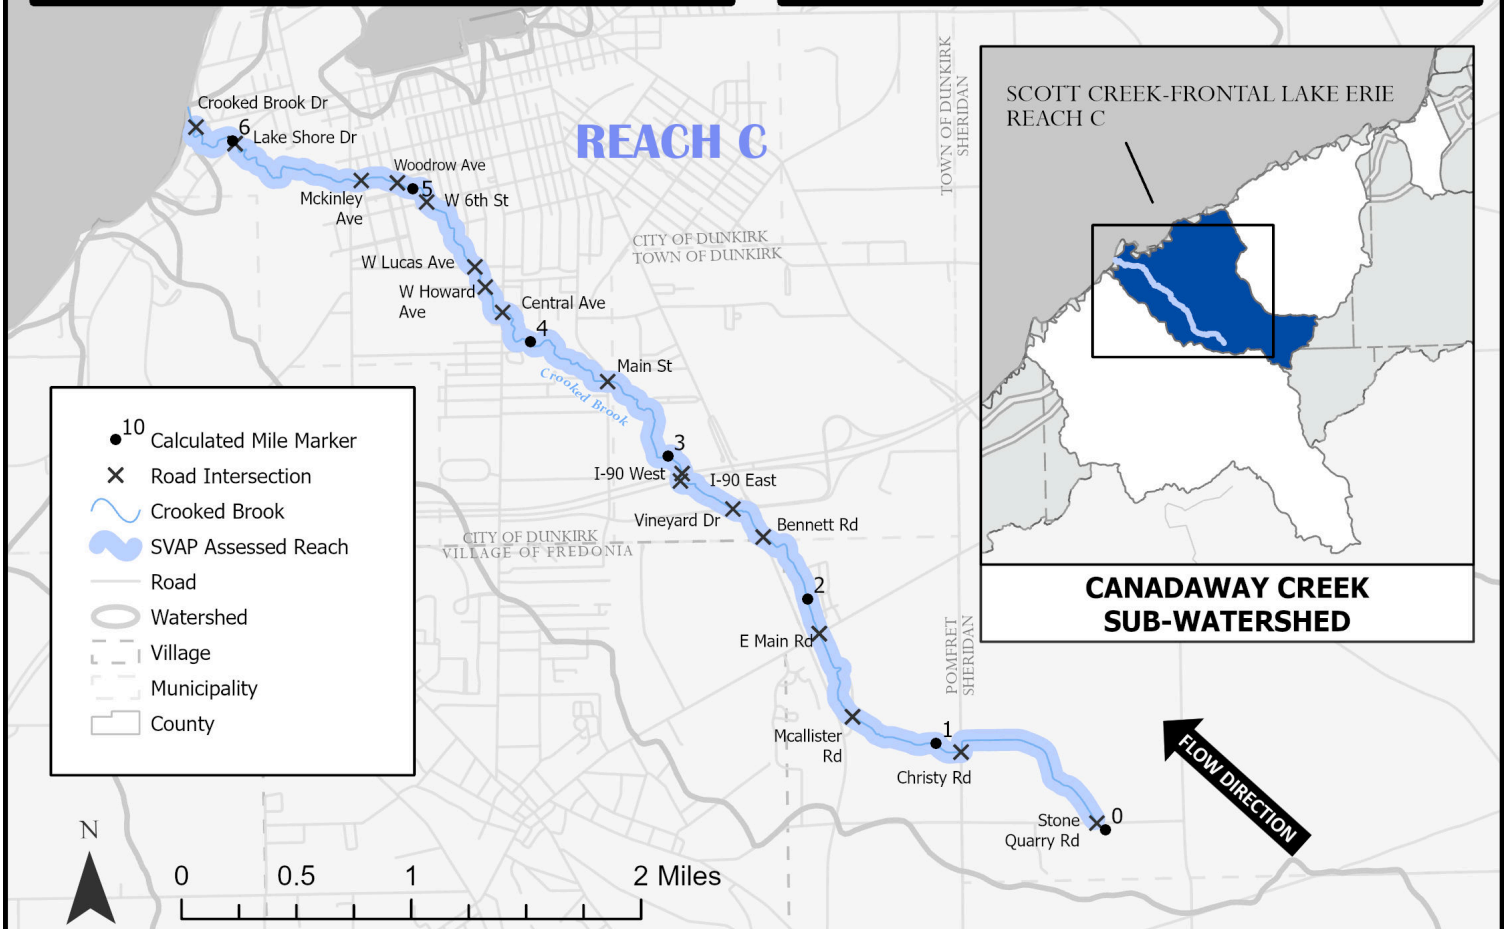 Crooked Brook Dr
6
Lake Shore Dr
REACH C
Woodrow Ave
Mckinley
Ave
5
W 6th St
CITY OF DUNKIRK
TOWN OF DUNKIRK
TOWN OF DUNKIRK
SHERIDAN
W Lucas Ave
W Howard
Ave
Central Ave
4
Main St
Crooked Brook
3
I-90 West
I-90 East
Vineyard Dr
Bennett Rd
CITY OF DUNKIRK
VILLAGE OF FREDONIA
2
E Main Rd
POMFRET
SHERIDAN
Mcallister
Rd
1
Christy Rd
Stone
Quarry Rd
0
FLOW DIRECTION
SCOTT CREEK-FRONTAL LAKE ERIE
REACH C
CANADAWAY CREEK
SUB-WATERSHED
10 Calculated Mile Marker
Road Intersection
Crooked Brook
SVAP Assessed Reach
Road
Watershed
Village
Municipality
County
N
0 0.5 1 2 Miles